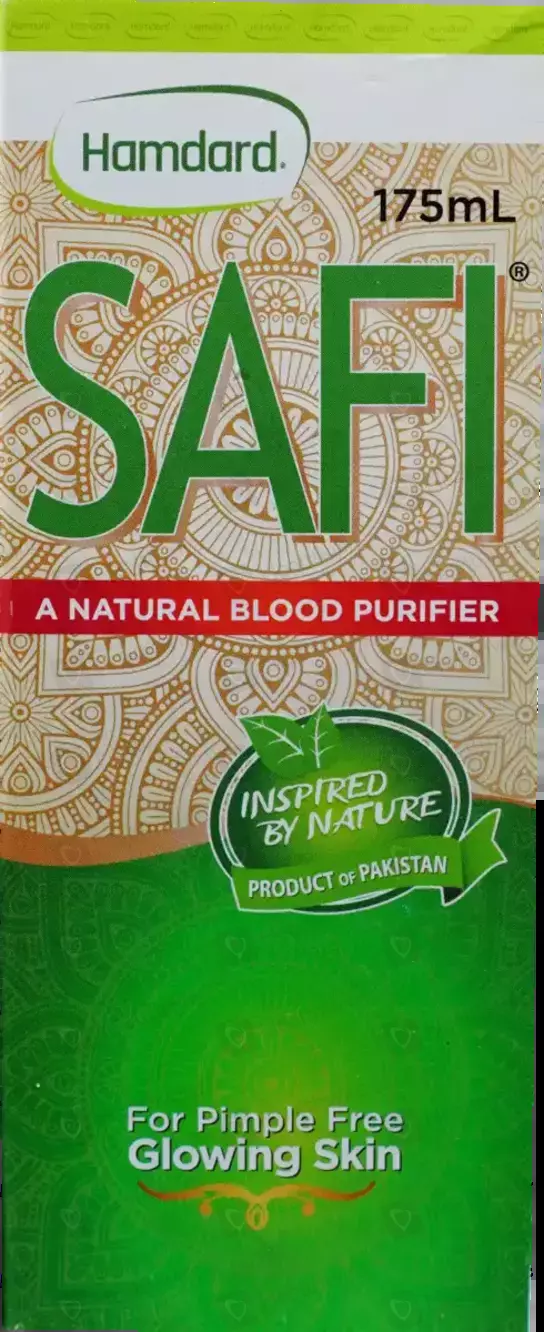 Hamdard
175mL
SAFI®
A NATURAL BLOOD PURIFIER
INSPIRED
BY NATURE
PRODUCT OF PAKISTAN
For Pimple Free
Glowing Skin